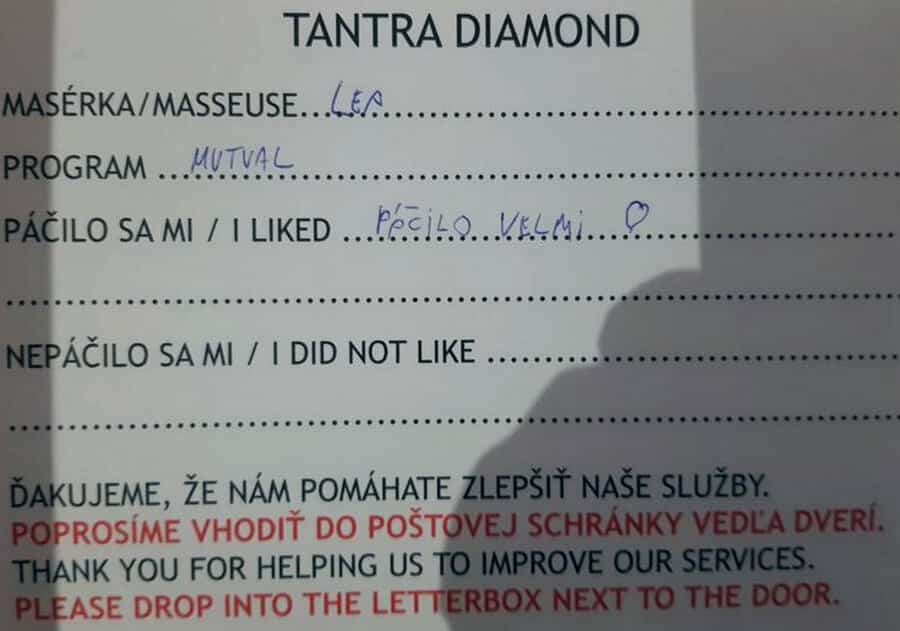 TANTRA DIAMOND
MASÉRKA/MASSEUSE...LEA.......................................................
PROGRAM ...MUTUAL.......................................................
PÁČILO SA MI / I LIKED ...PÁČILO VELMI ♡.......................................
................................................................................
NEPÁČILO SA MI / I DID NOT LIKE .............................................
................................................................................
ĎAKUJEME, ŽE NÁM POMÁHATE ZLEPŠIŤ NAŠE SLUŽBY.
POPROSÍME VHODIŤ DO POŠTOVEJ SCHRÁNKY VEDĽA DVERÍ.
THANK YOU FOR HELPING US TO IMPROVE OUR SERVICES.
PLEASE DROP INTO THE LETTERBOX NEXT TO THE DOOR.